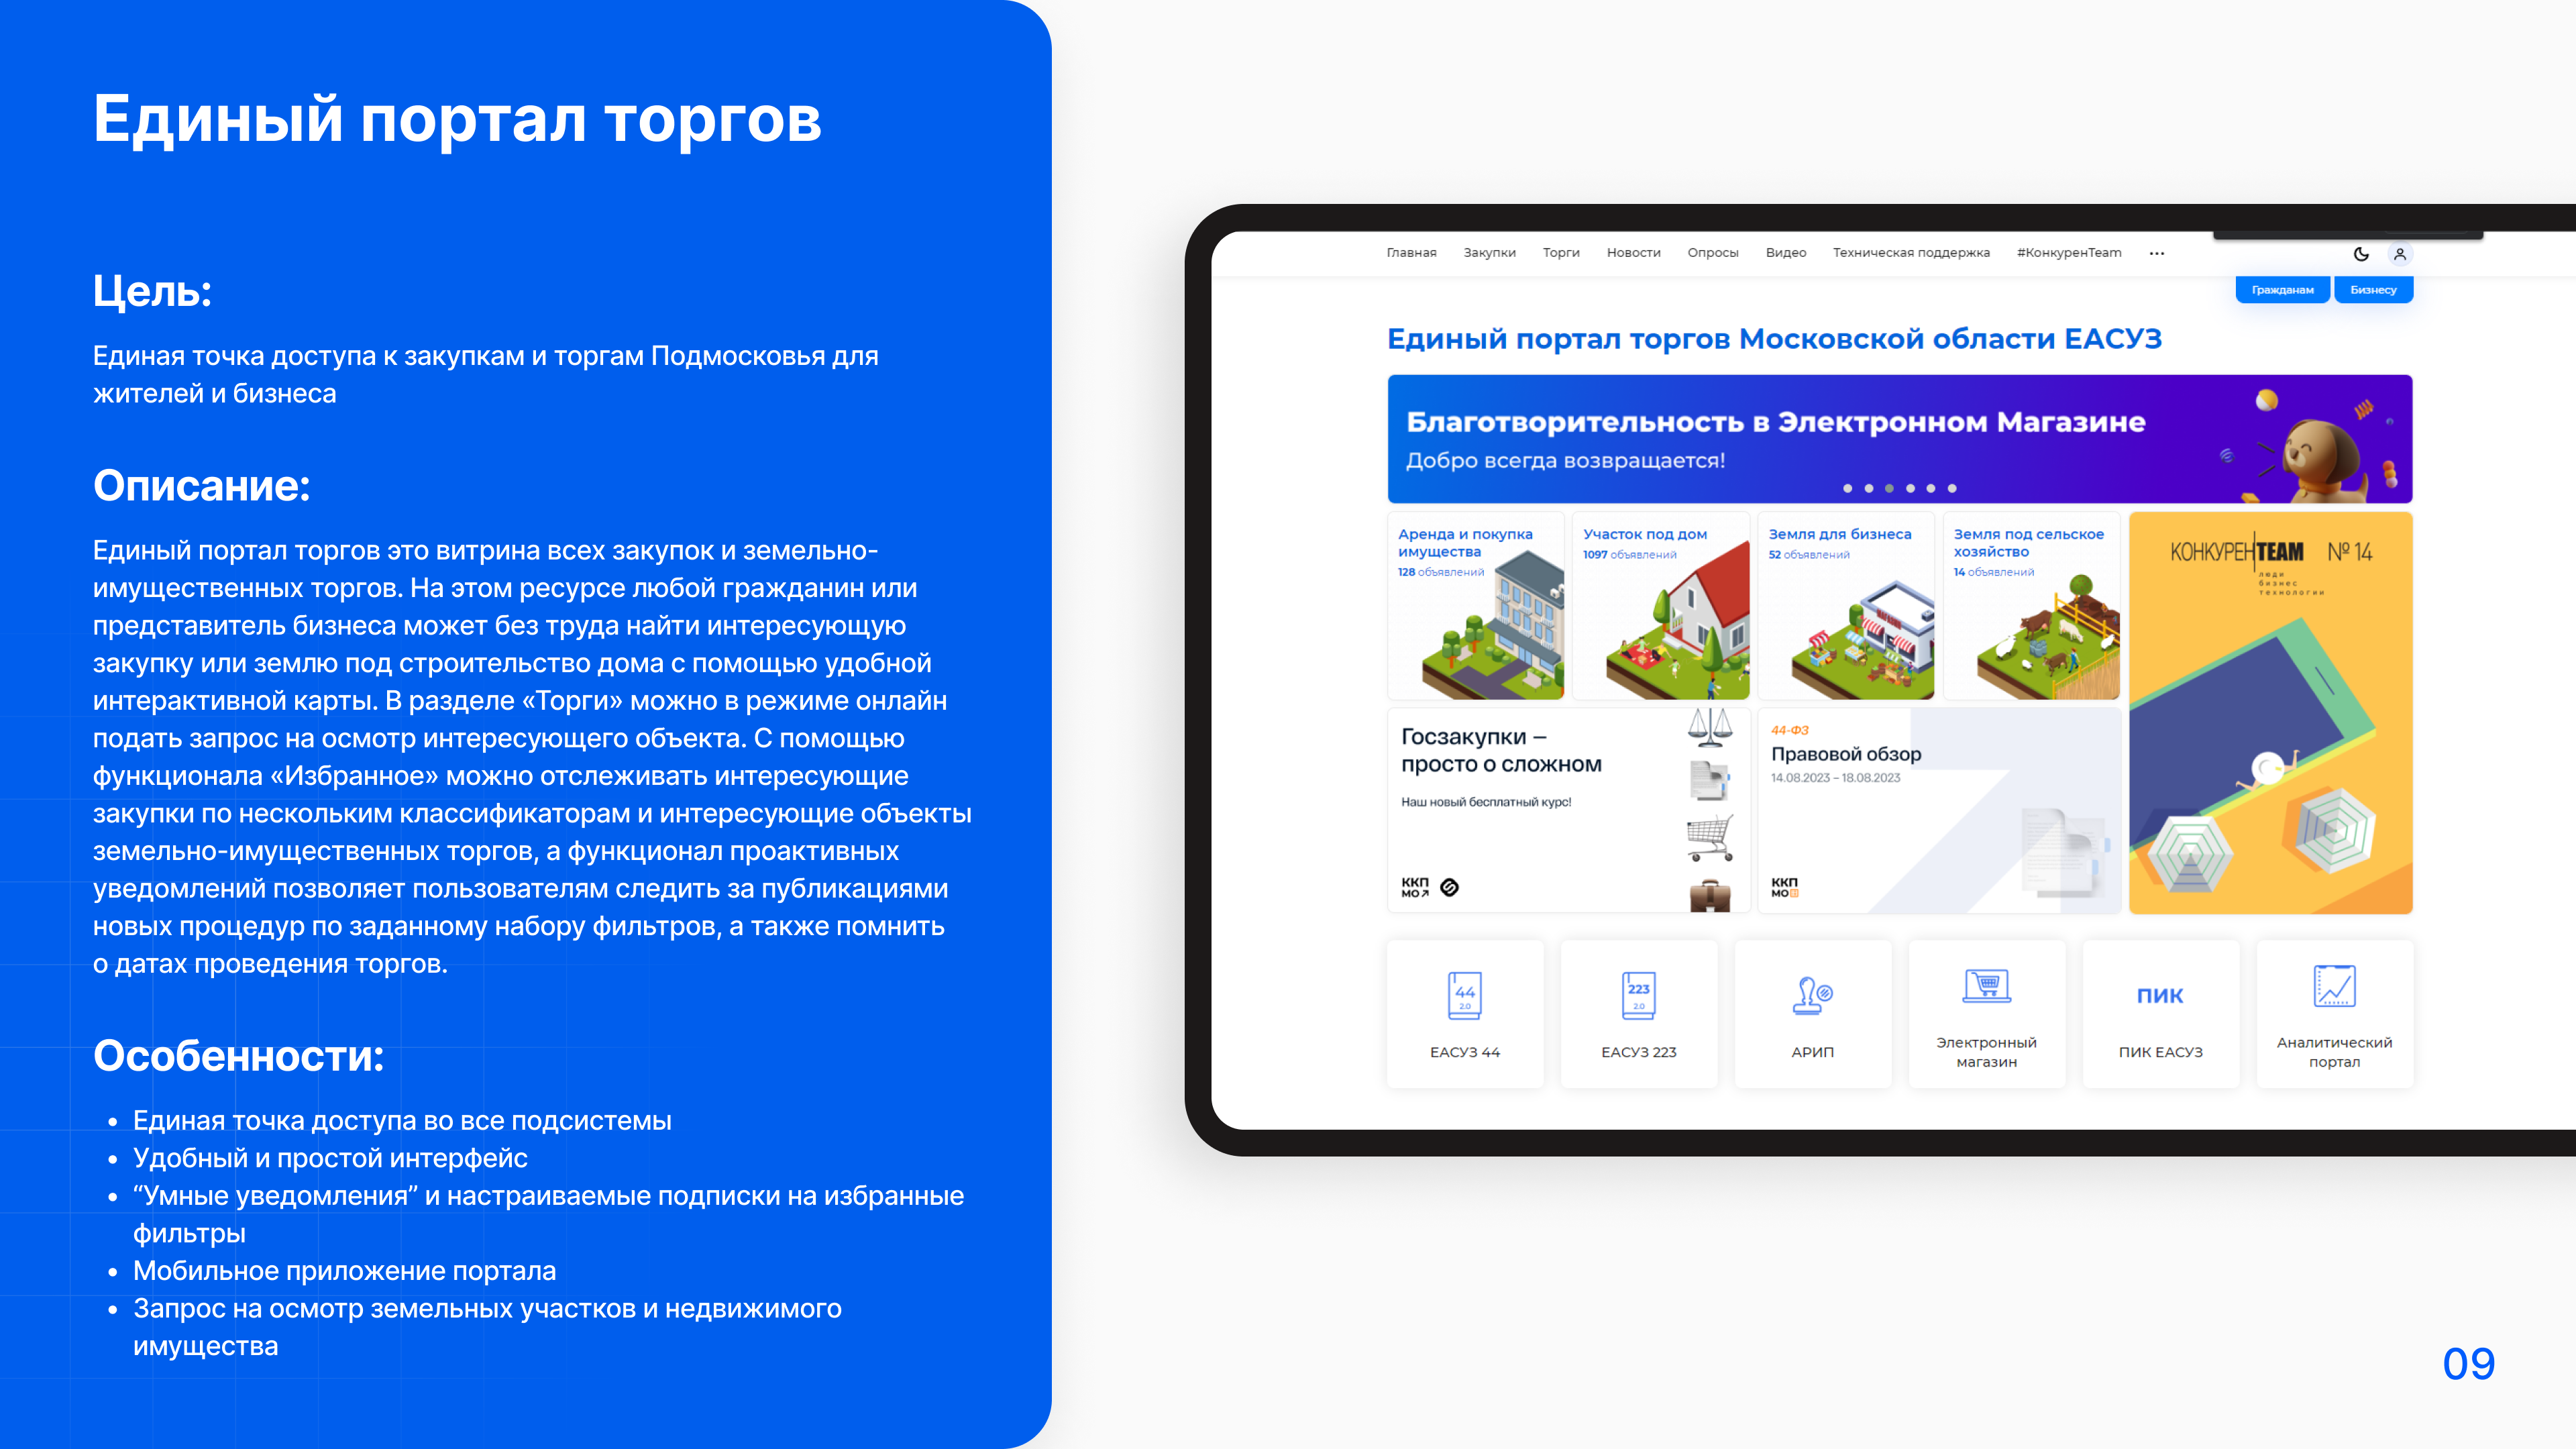 Единый портал торгов
Цель:
Единая точка доступа к закупкам и торгам Подмосковья для
жителей и бизнеса
Описание:
Единый портал торгов это витрина всех закупок и земельно-
имущественных торгов. На этом ресурсе любой гражданин или
представитель бизнеса может без труда найти интересующую
закупку или землю под строительство дома с помощью удобной
интерактивной карты. В разделе «Торги» можно в режиме онлайн
подать запрос на осмотр интересующего объекта. С помощью
функционала «Избранное» можно отслеживать интересующие
закупки по нескольким классификаторам и интересующие объекты
земельно-имущественных торгов, а функционал проактивных
уведомлений позволяет пользователям следить за публикациями
новых процедур по заданному набору фильтров, а также помнить
о датах проведения торгов.
Особенности:
• Единая точка доступа во все подсистемы
• Удобный и простой интерфейс
• “Умные уведомления” и настраиваемые подписки на избранные
фильтры
• Мобильное приложение портала
• Запрос на осмотр земельных участков и недвижимого
имущества
Главная Закупки Торги Новости Опросы Видео Техническая поддержка #КонкуренTeam ...
Гражданам Бизнесу
Единый портал торгов Московской области ЕАСУЗ
Благотворительность в Электронном Магазине
Добро всегда возвращается!
Аренда и покупка
имущества
128 объявлений
Участок под дом
1097 объявлений
МАГАЗИН
Земля для бизнеса
52 объявлений
Земля под сельское
хозяйство
14 объявлений
КОНКУРЕНTEAM № 14
люди
бизнес
технологии
Госзакупки –
просто о сложном
Наш новый бесплатный курс!
ККП
МО
44-ФЗ
Правовой обзор
14.08.2023 – 18.08.2023
ККП
МО
44
2.0
ЕАСУЗ 44
223
2.0
ЕАСУЗ 223
АРИП
Электронный
магазин
ПИК
ПИК ЕАСУЗ
Аналитический
портал
09